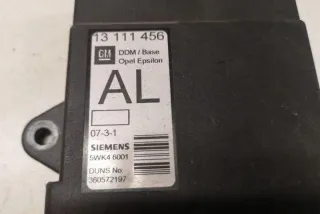 13 111 456
GM
DDM / Base
Opel Epsilon
AL
07-3-1
SIEMENS
5WK4 6001
DUNS No:
360572197